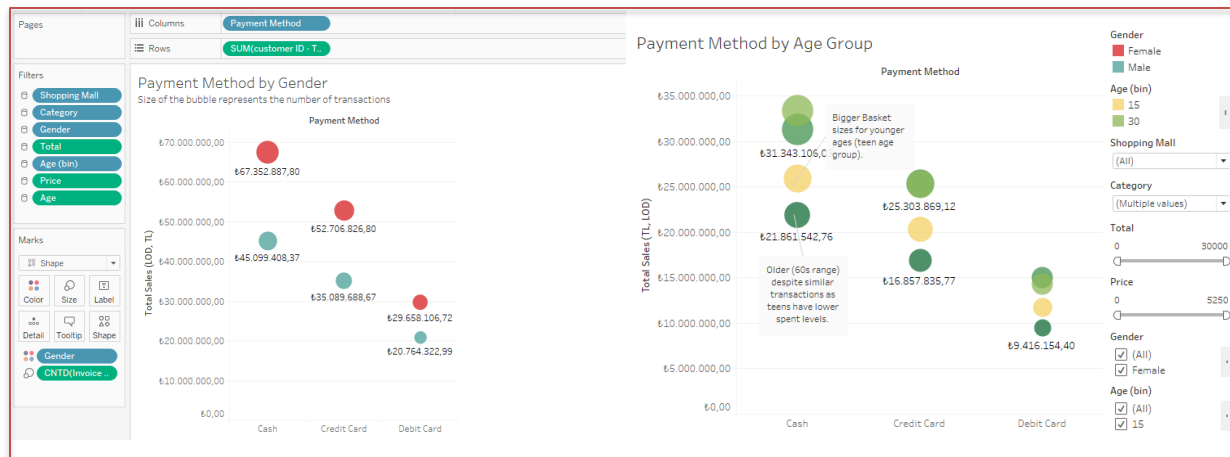 Pages
Columns
Payment Method
Rows
SUM(customer ID - T..
Filters
Shopping Mall
Category
Gender
Total
Age (bin)
Price
Age
Marks
Shape
Color
Size
Label
Detail
Tooltip
Shape
Gender
CNTD(Invoice ..
Payment Method by Gender
Size of the bubble represents the number of transactions
Payment Method
Total Sales (LOD, TL)
₺70.000.000,00
₺60.000.000,00
₺50.000.000,00
₺40.000.000,00
₺30.000.000,00
₺20.000.000,00
₺10.000.000,00
₺0,00
₺67.352.887,80
₺52.706.826,80
₺45.099.408,37
₺35.089.688,67
₺29.658.106,72
₺20.764.322,99
Cash
Credit Card
Debit Card
Payment Method by Age Group
Payment Method
Total Sales (TL, LOD)
₺35.000.000,00
₺30.000.000,00
₺25.000.000,00
₺20.000.000,00
₺15.000.000,00
₺10.000.000,00
₺5.000.000,00
₺0,00
Bigger Basket
sizes for younger
ages (teen age
group).
₺31.343.106,0
₺25.303.869,12
₺21.861.542,76
₺16.857.835,77
₺9.416.154,40
Older (60s range)
despite similar
transactions as
teens have lower
spent levels.
Cash
Credit Card
Debit Card
Gender
Female
Male
Age (bin)
15
30
Shopping Mall
(All)
Category
(Multiple values)
Total
0 30000
Price
0 5250
Gender
(All)
Female
Age (bin)
(All)
15